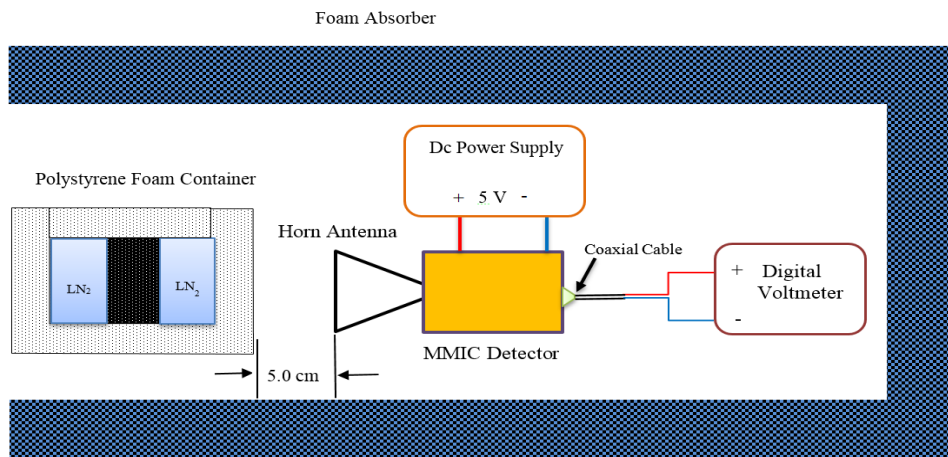 Foam Absorber
Dc Power Supply
+ 5 V -
Polystyrene Foam Container
Horn Antenna
Coaxial Cable
LN2
LN2
+ Digital
Voltmeter
-
MMIC Detector
5.0 cm